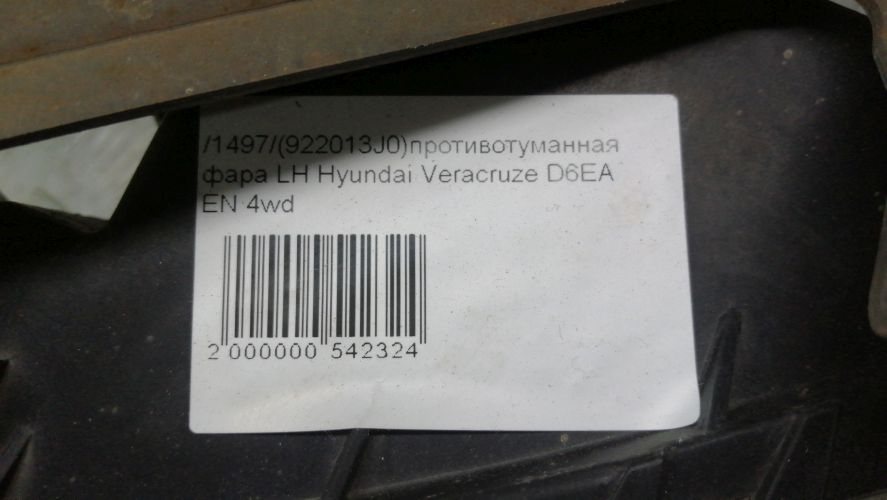 /1497/(922013J0)противотуманная
фара LH Hyundai Veracruze D6EA
EN 4wd
2 000000 542324